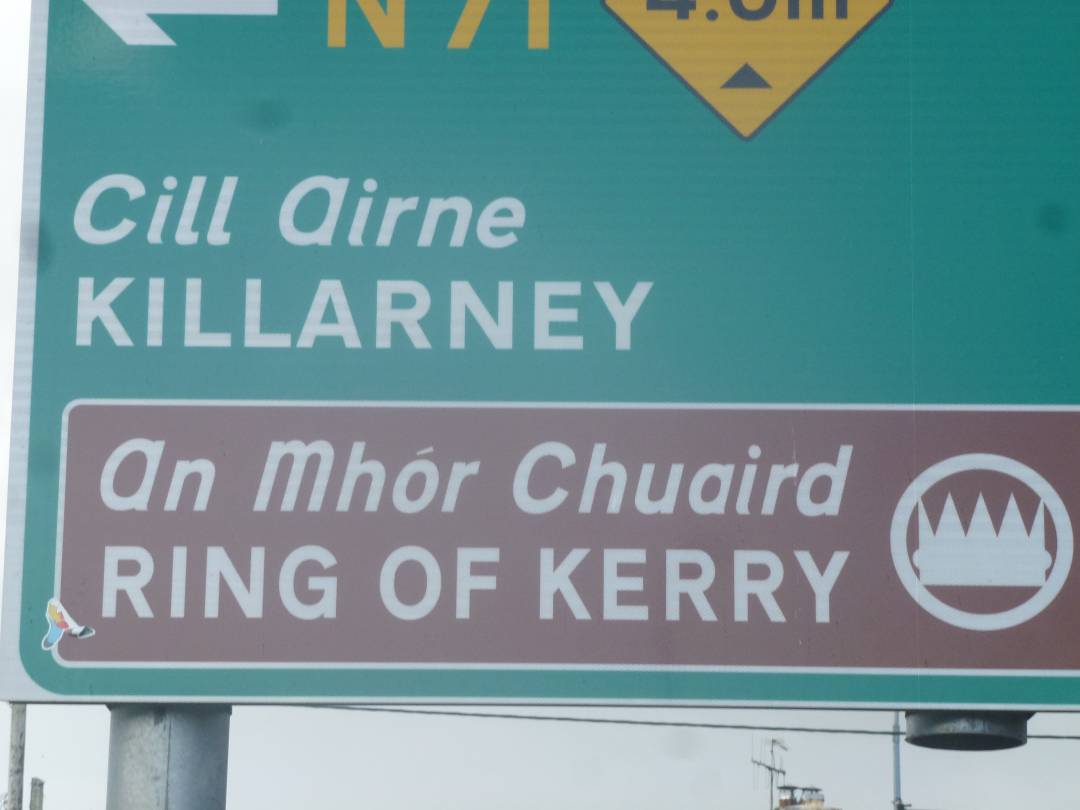 N71
Cill Airne
KILLARNEY
An Mhór Chuaird
RING OF KERRY